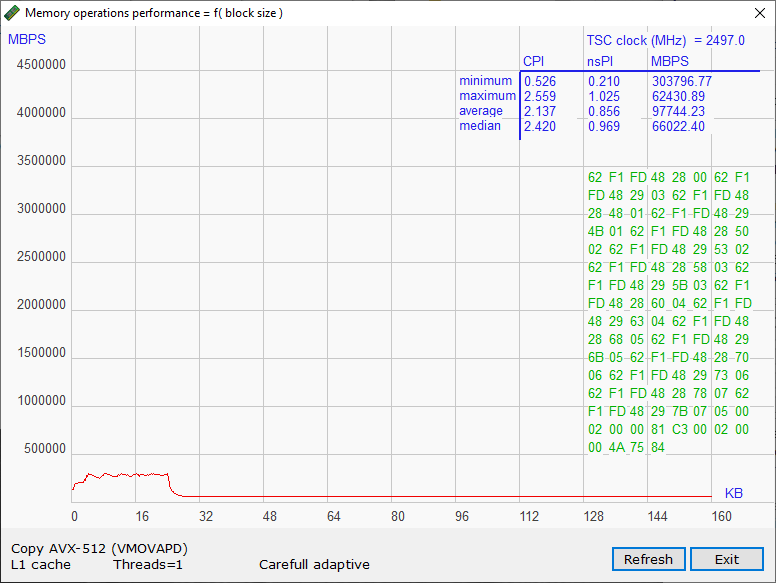 Memory operations performance = f( block size )
MBPS
TSC clock (MHz) = 2497.0
CPI nsPI MBPS
minimum 0.526 0.210 303796.77
maximum 2.559 1.025 62430.89
average 2.137 0.856 97744.23
median 2.420 0.969 66022.40
4500000
4000000
3500000
3000000
2500000
2000000
1500000
1000000
500000
62 F1 FD 48 28 00 62 F1
FD 48 29 03 62 F1 FD 48
28 48 01 62 F1 FD 48 29
4B 01 62 F1 FD 48 28 50
02 62 F1 FD 48 29 53 02
62 F1 FD 48 28 58 03 62
F1 FD 48 29 5B 03 62 F1
FD 48 28 60 04 62 F1 FD
48 29 63 04 62 F1 FD 48
28 68 05 62 F1 FD 48 29
6B 05 62 F1 FD 48 28 70
06 62 F1 FD 48 29 73 06
62 F1 FD 48 28 78 07 62
F1 FD 48 29 7B 07 05 00
02 00 00 81 C3 00 02 00
00 4A 75 84
KB
0 16 32 48 64 80 96 112 128 144 160
Copy AVX-512 (VMOVAPD)
L1 cache Threads=1 Carefull adaptive
Refresh Exit